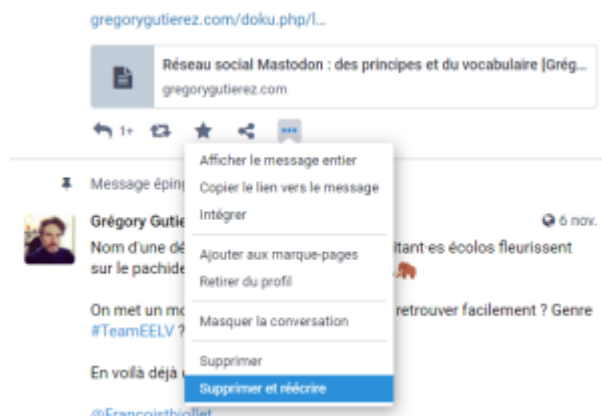 gregorygutierez.com/doku.php/l...
Réseau social Mastodon : des principes et du vocabulaire [Grég...
gregorygutierez.com
1+
Afficher le message entier
Message éping
Copier le lien vers le message
Intégrer
Grégory Gutie
6 nov.
Nom d'une dé
itant·es écolos fleurissent
Ajouter aux marque-pages
sur le pachide
Retirer du profil
On met un mo
retrouver facilement ? Genre
Masquer la conversation
#TeamEELV ?
Supprimer
En voilà déjà
Supprimer et réécrire
@Francoisthiollet